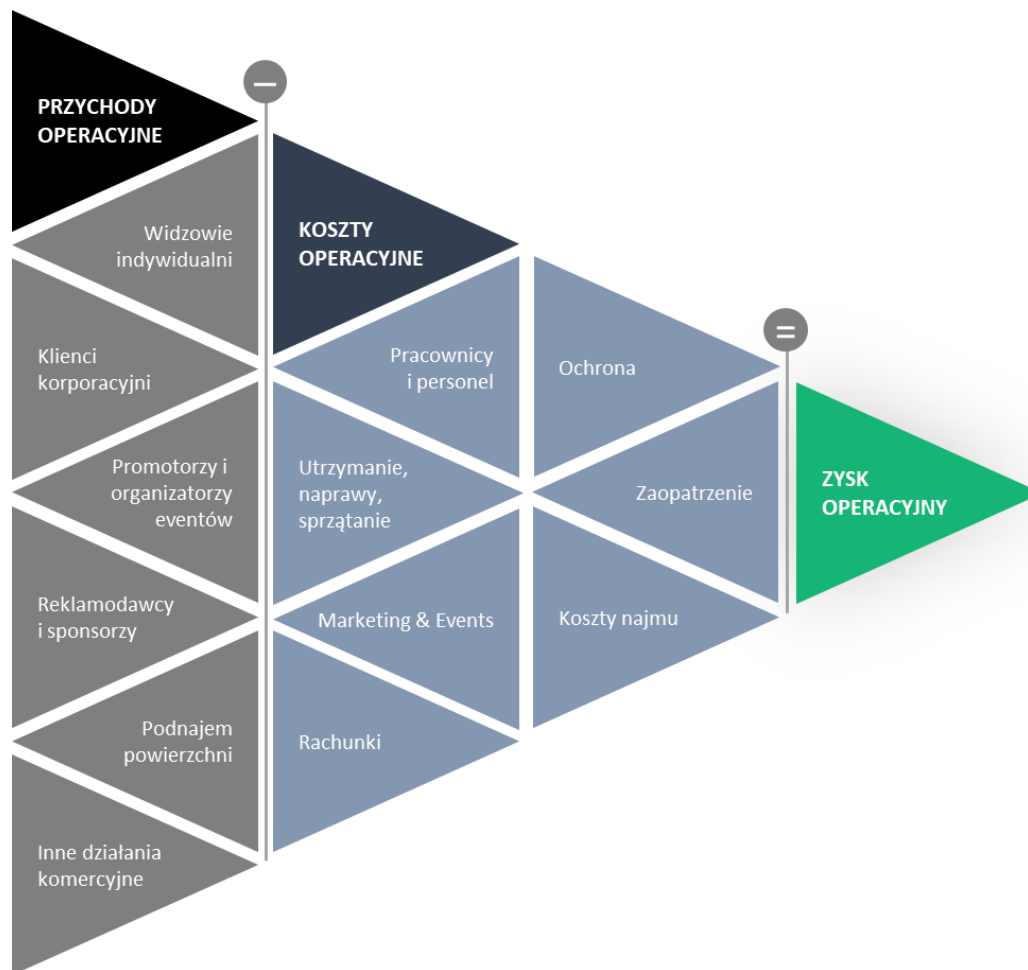 PRZYCHODY
OPERACYJNE
Widzowie
indywidualni
Klienci
korporacyjni
Promotorzy i
organizatorzy
eventów
Reklamodawcy
i sponsorzy
Podnajem
powierzchni
Inne działania
komercyjne
–
KOSZTY
OPERACYJNE
Pracownicy
i personel
Utrzymanie,
naprawy,
sprzątanie
Marketing & Events
Rachunki
Ochrona
Zaopatrzenie
Koszty najmu
=
ZYSK
OPERACYJNY